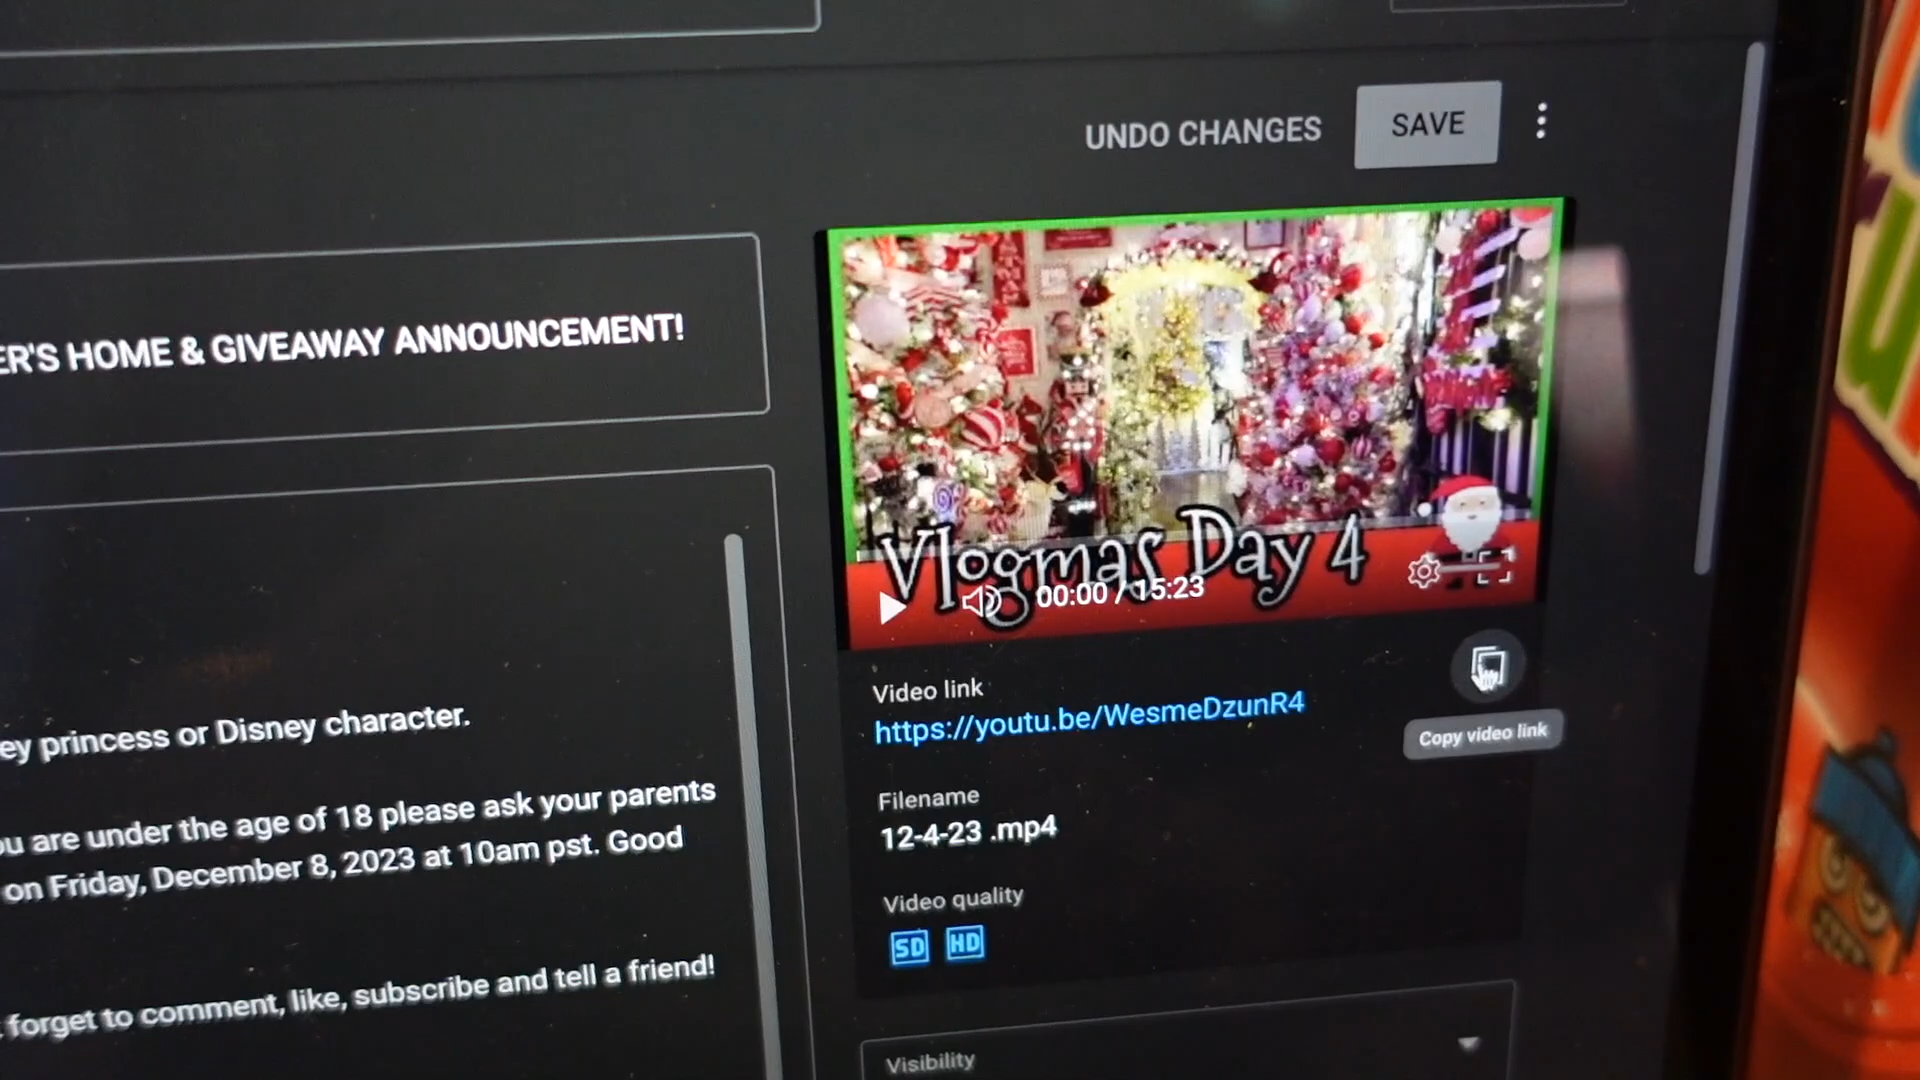 UNDO CHANGES
SAVE
ER'S HOME & GIVEAWAY ANNOUNCEMENT!
Vlogmas Day 4
00:00 / 15:23
Video link
https://youtu.be/WesmeDzunR4
Copy video link
Filename
12-4-23 .mp4
Video quality
SD HD
Visibility
ey princess or Disney character.
ou are under the age of 18 please ask your parents
on Friday, December 8, 2023 at 10am pst. Good
forget to comment, like, subscribe and tell a friend!